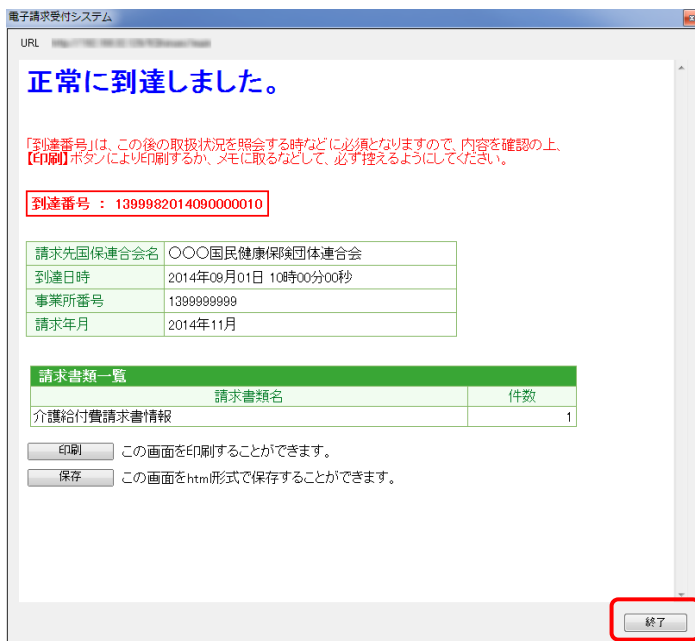 電子請求受付システム
URL
正常に到達しました。
「到達番号」は、この後の取扱状況を照会する時などに必須となりますので、内容を確認の上、
【印刷】ボタンにより印刷するか、メモに取るなどして、必ず控えるようにしてください。
到達番号 : 1399982014090000010
請求先国保連合会名 〇〇〇国民健康保険団体連合会
到達日時 2014年09月01日 10時00分00秒
事業所番号 1399999999
請求年月 2014年11月
請求書類一覧
請求書類名 件数
介護給付費請求書情報 1
印刷 この画面を印刷することができます。
保存 この画面をhtml形式で保存することができます。
終了